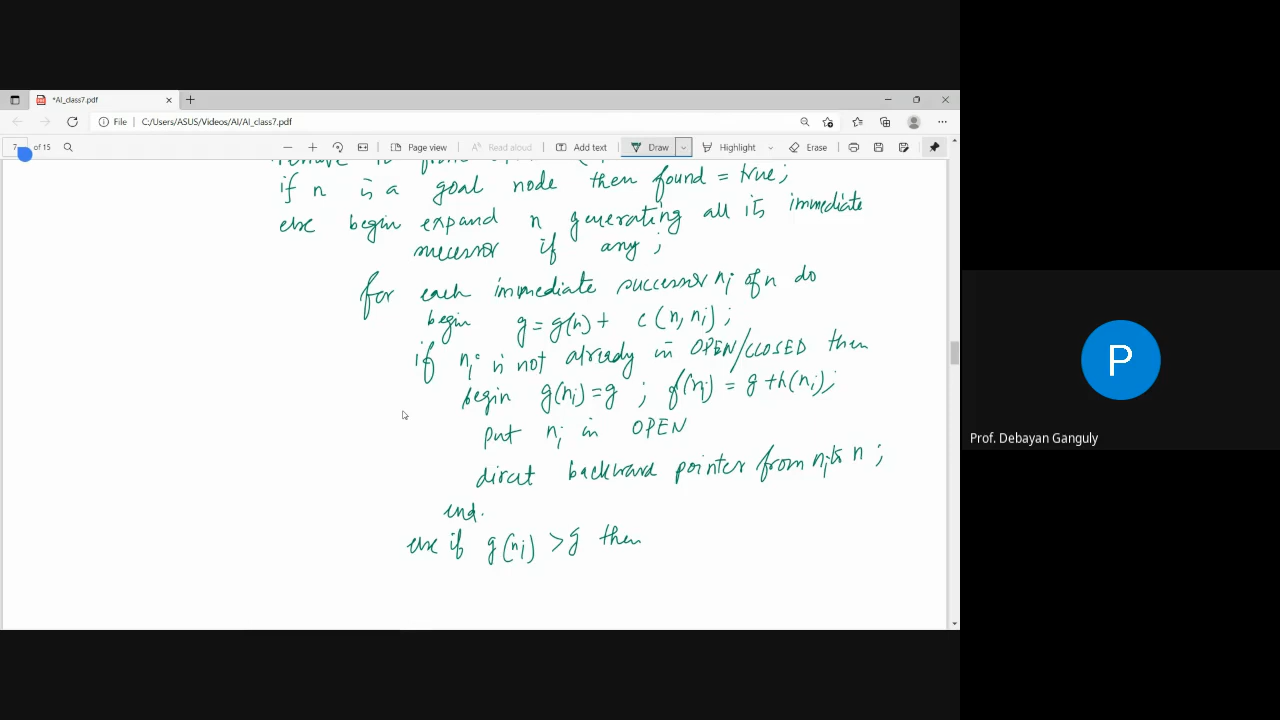 *AI_class7.pdf
File C:/Users/ASUS/Videos/AI/AI_class7.pdf
7 of 15 Page view Read aloud Add text Draw Highlight Erase
remove it from
if n is a goal node then found = true;
else begin expand n generating all its immediate
successor if any;
for each immediate successor ni of n do
begin g = g(n) + c(n, ni);
if ni is not already in OPEN/CLOSED then
begin g(ni) = g ; f(ni) = g + h(ni);
put ni in OPEN
direct backward pointer from ni to n ;
end.
else if g(ni) > g then
P
Prof. Debayan Ganguly